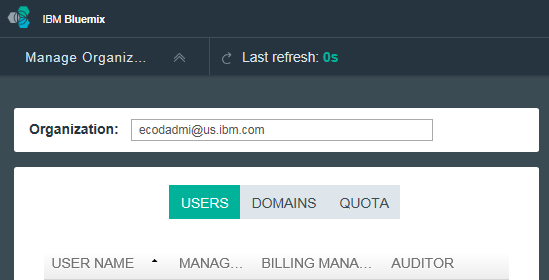 IBM Bluemix
Manage Organiz... Last refresh: 0s
Organization: ecodadmi@us.ibm.com
USERS DOMAINS QUOTA
USER NAME MANAG... BILLING MANA... AUDITOR